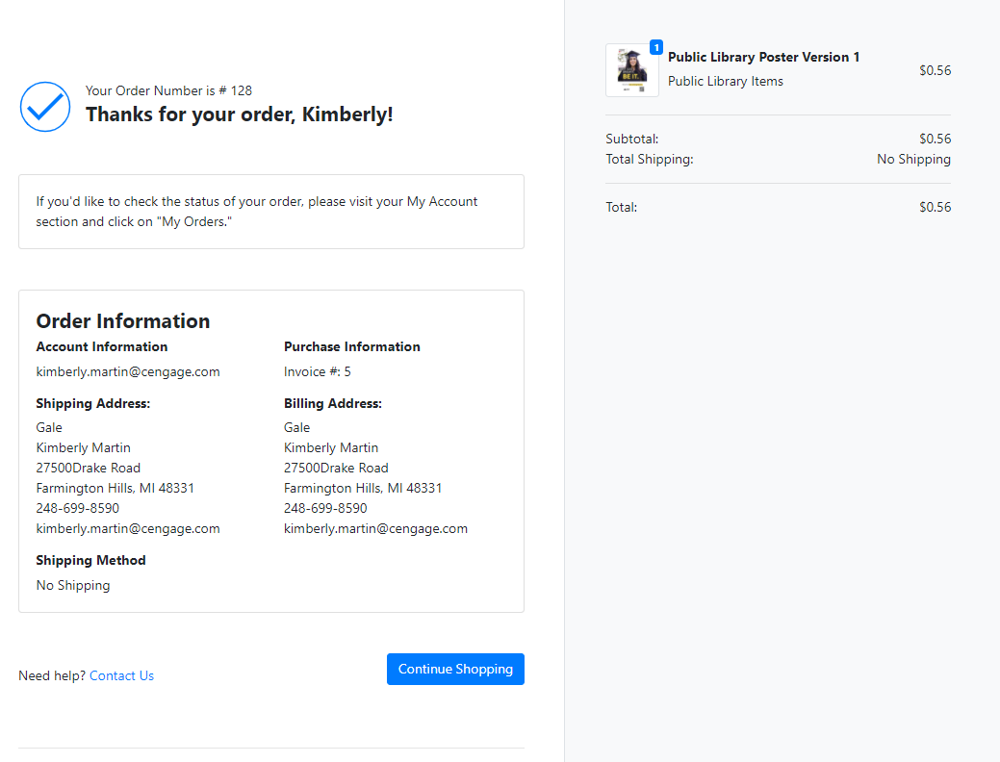 Your Order Number is # 128
Thanks for your order, Kimberly!
If you'd like to check the status of your order, please visit your My Account
section and click on "My Orders."
Order Information
Account Information
kimberly.martin@cengage.com
Shipping Address:
Gale
Kimberly Martin
27500Drake Road
Farmington Hills, MI 48331
248-699-8590
kimberly.martin@cengage.com
Shipping Method
No Shipping
Purchase Information
Invoice #: 5
Billing Address:
Gale
Kimberly Martin
27500Drake Road
Farmington Hills, MI 48331
248-699-8590
kimberly.martin@cengage.com
Need help? Contact Us
Continue Shopping
BE IT.
1
Public Library Poster Version 1
Public Library Items
$0.56
Subtotal: $0.56
Total Shipping: No Shipping
Total: $0.56